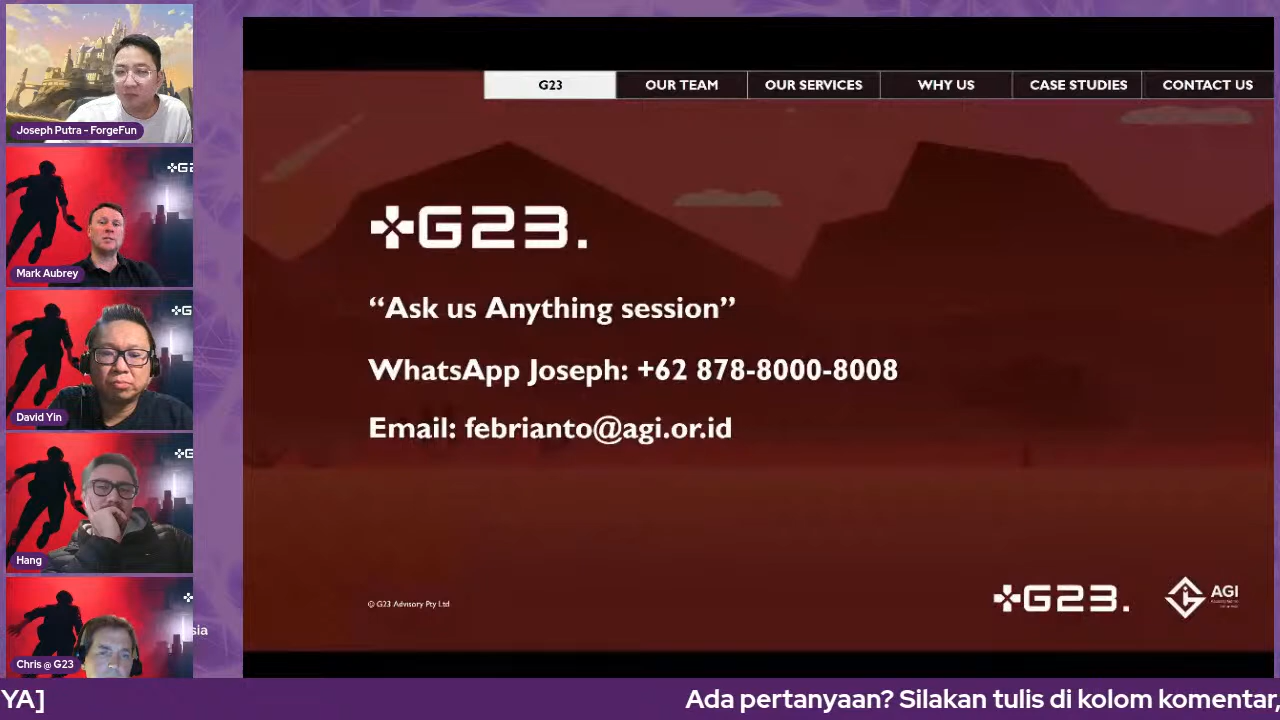 Joseph Putra - ForgeFun
G23
Mark Aubrey
G
David Yin
G
Hang
sia
Chris @ G23
G23
OUR TEAM
OUR SERVICES
WHY US
CASE STUDIES
CONTACT US
G23.
“Ask us Anything session”
WhatsApp Joseph: +62 878-8000-8008
Email: febrianto@agi.or.id
© G23 Advisory Pty Ltd
G23.
AGI
YA]
Ada pertanyaan? Silakan tulis di kolom komentar,